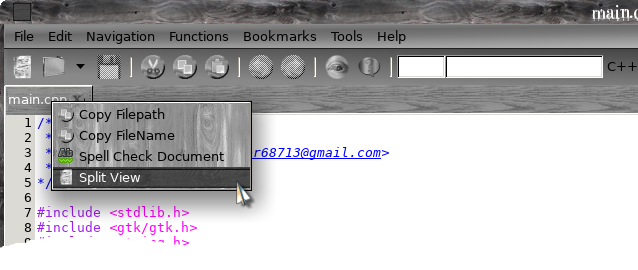 main.c
File Edit Navigation Functions Bookmarks Tools Help
C++
main.cpp
Copy Filepath
Copy FileName
Spell Check Document
Split View
1 /*
2 *
3 * r68713@gmail.com>
4 *
5 */
6
7 #include <stdlib.h>
8 #include <gtk/gtk.h>
9 #include